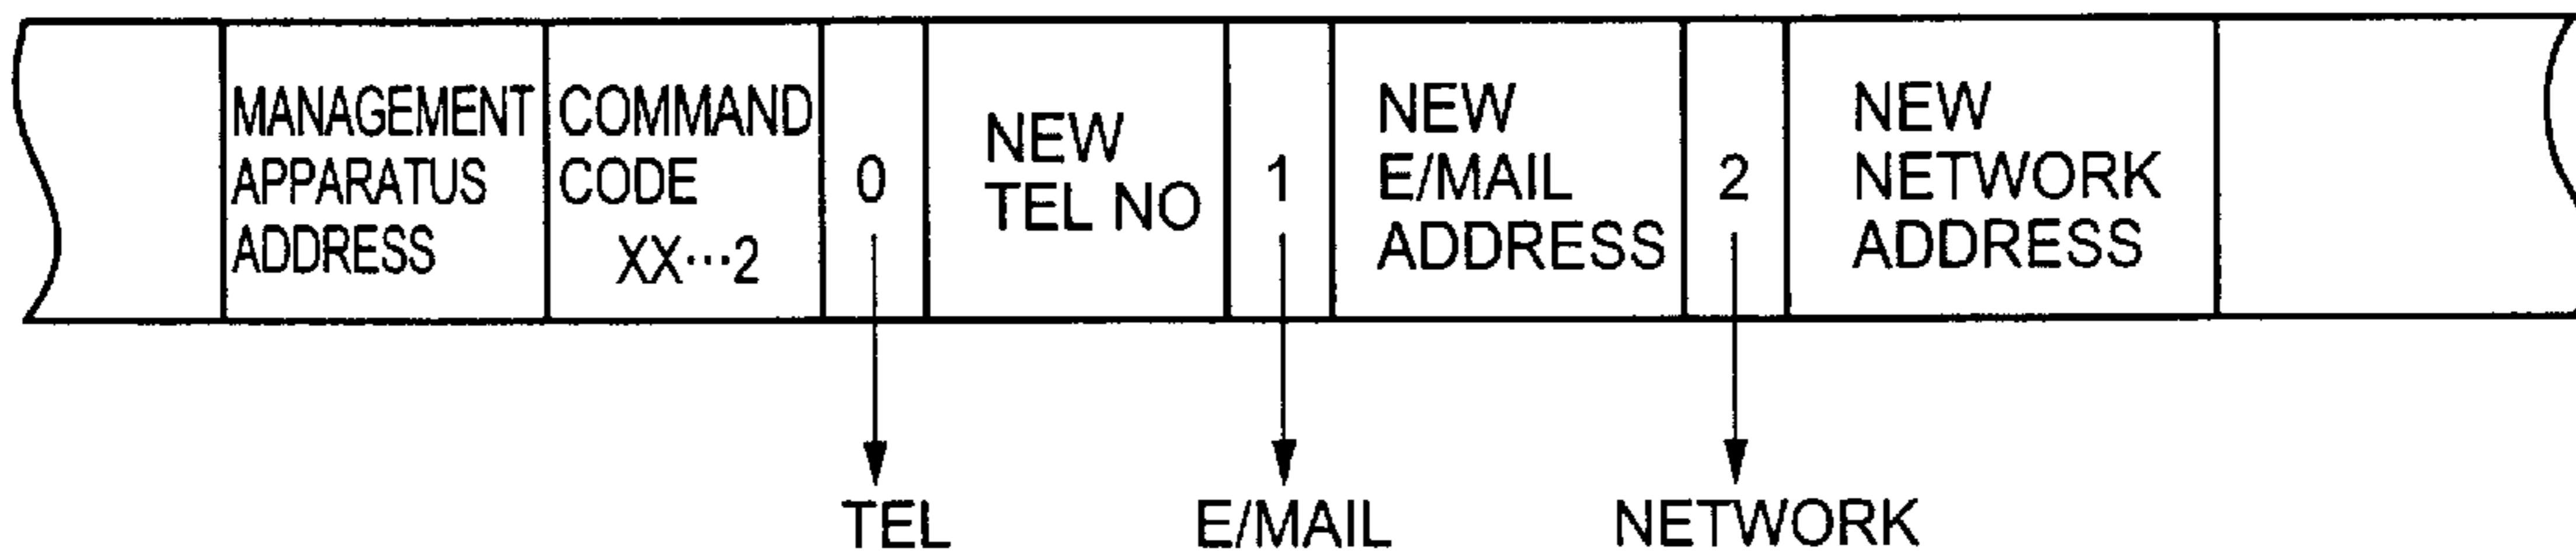 MANAGEMENT
APPARATUS
ADDRESS
COMMAND
CODE
XX···2
0
NEW
TEL NO
1
NEW
E/MAIL
ADDRESS
2
NEW
NETWORK
ADDRESS
TEL
E/MAIL
NETWORK